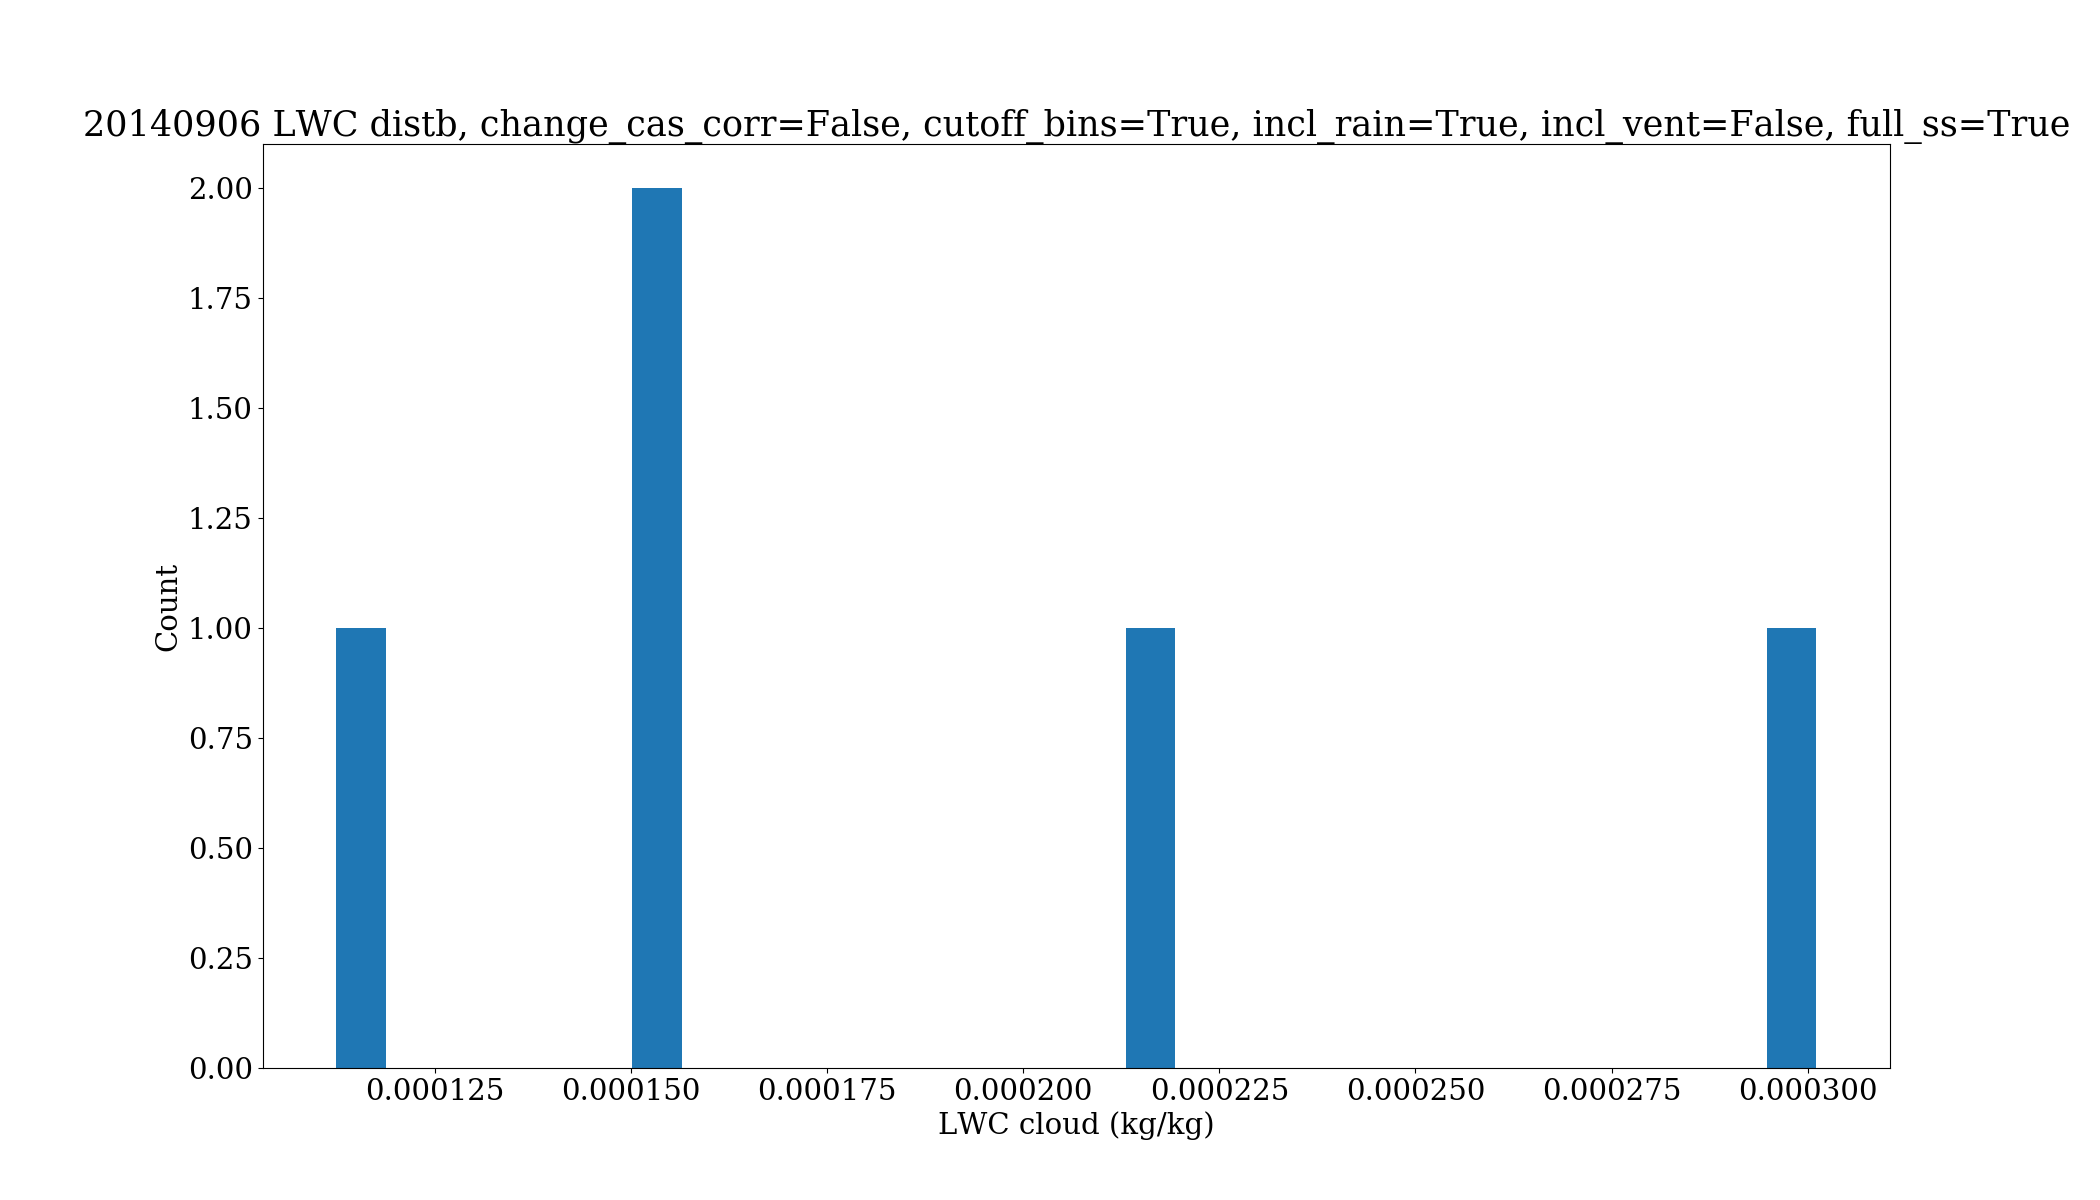 20140906 LWC distb, change_cas_corr=False, cutoff_bins=True, incl_rain=True, incl_vent=False, full_ss=True
2.00
1.75
1.50
1.25
1.00
0.75
0.50
0.25
0.00
Count
0.000125 0.000150 0.000175 0.000200 0.000225 0.000250 0.000275 0.000300
LWC cloud (kg/kg)